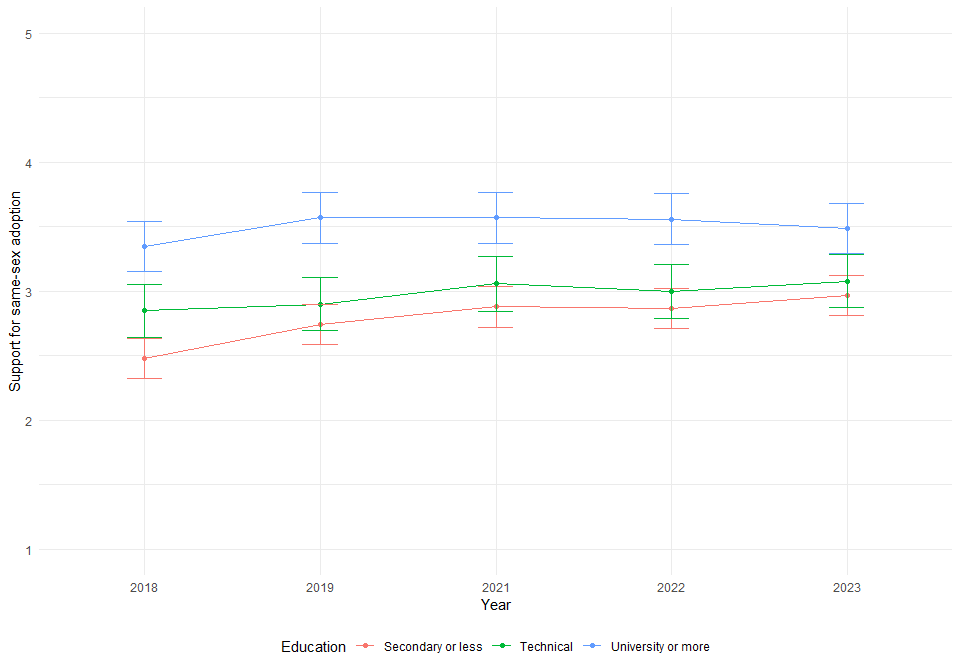 Support for same-sex adoption
5
4
3
2
1
2018 2019 2021 2022 2023
Year
Education Secondary or less Technical University or more